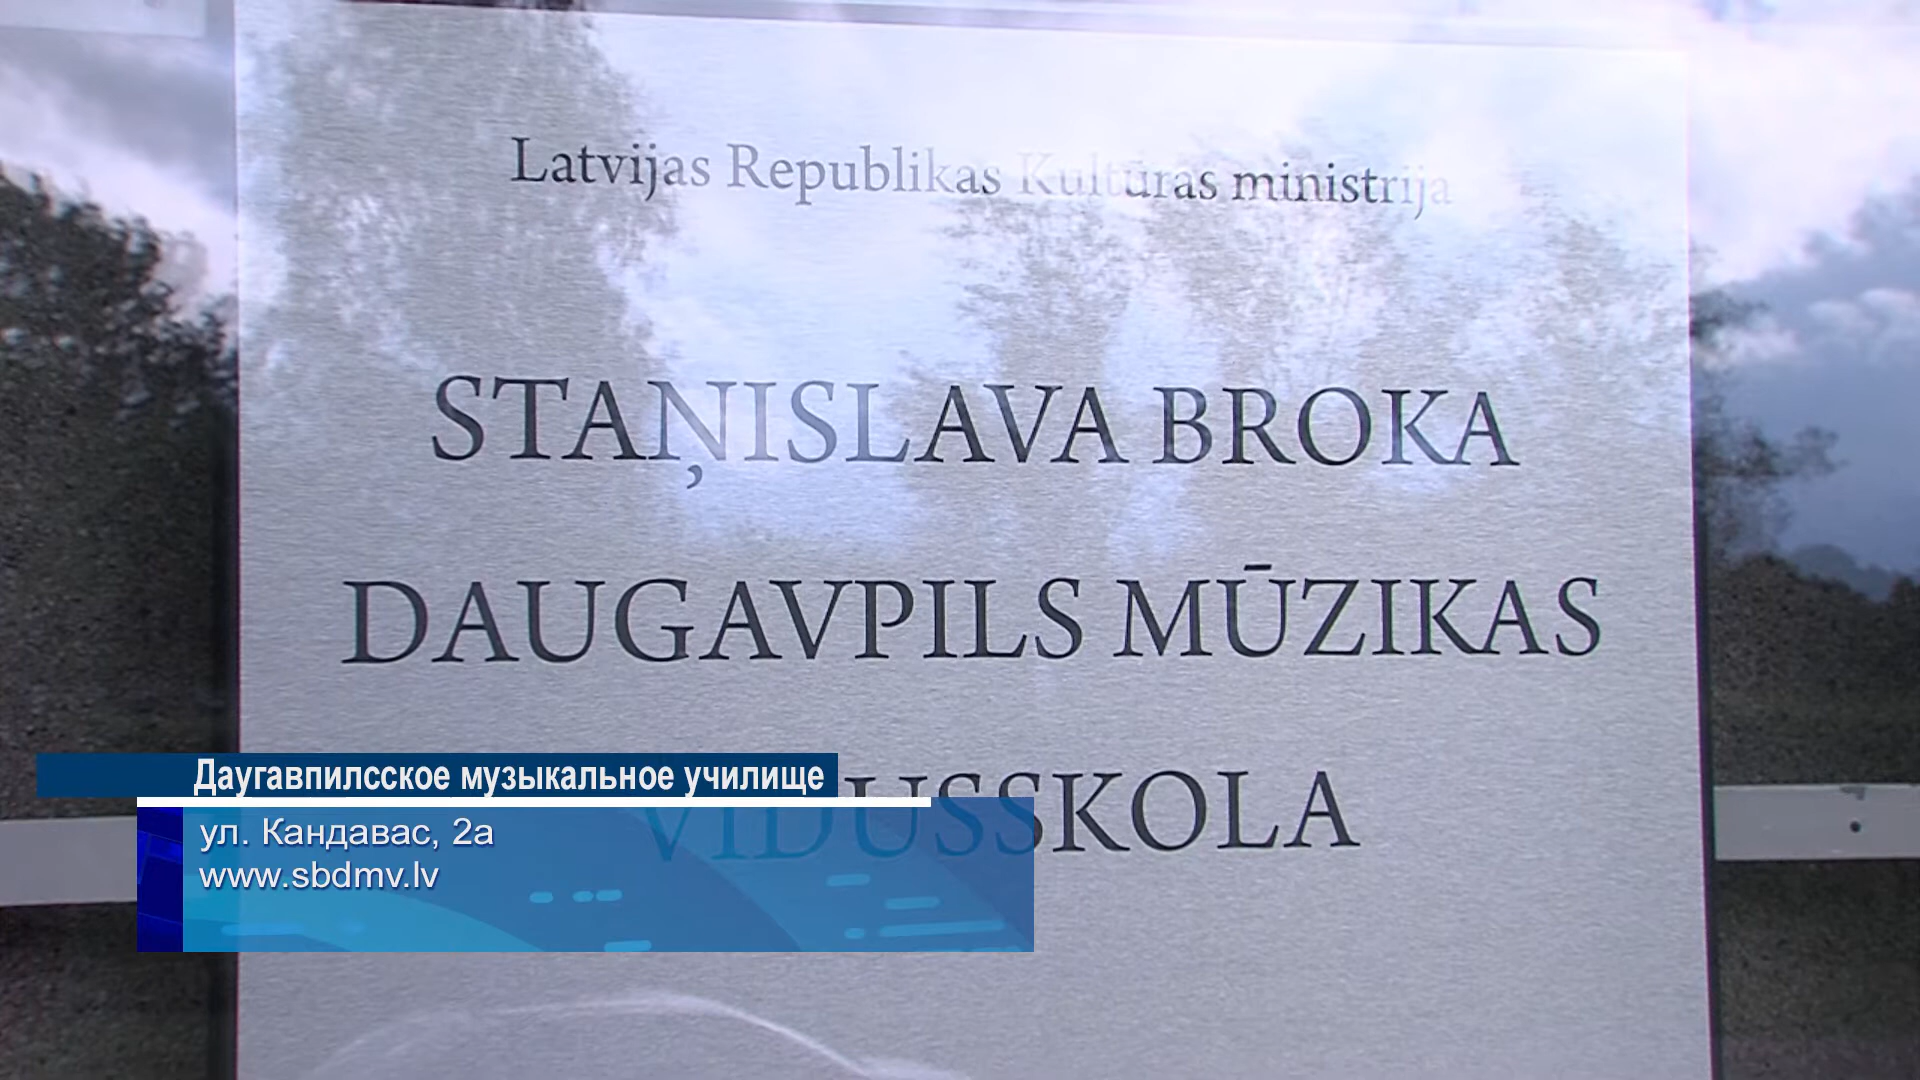 Latvijas Republikas Kultūras ministrija
STAŅISLAVA BROKA
DAUGAVPILS MŪZIKAS
VIDUSSKOLA
Даугавпилсское музыкальное училище
ул. Кандавас, 2а
www.sbdmv.lv